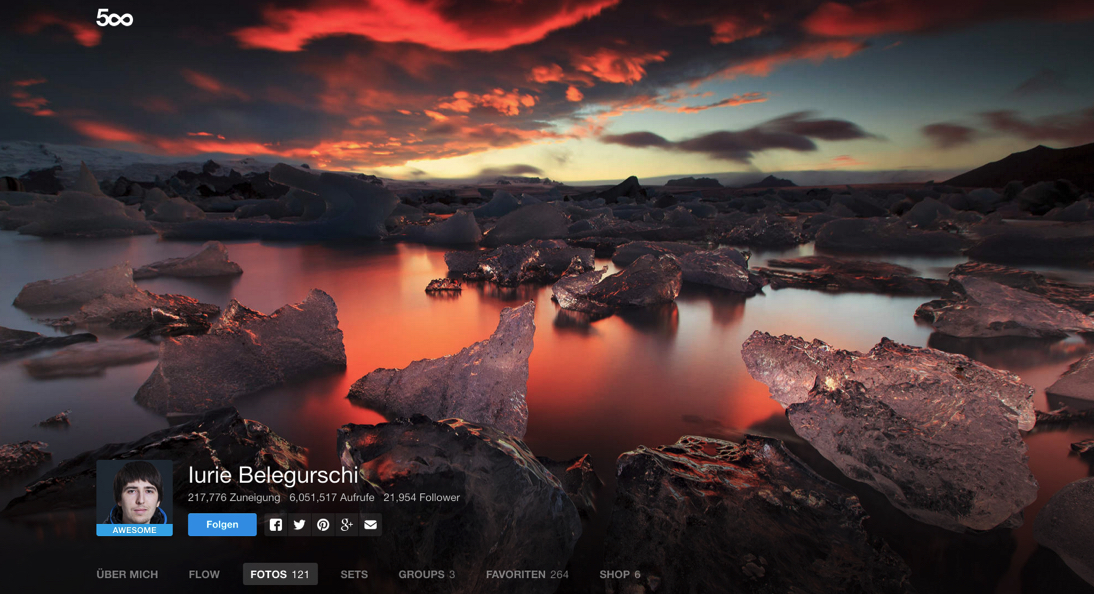 500
Iurie Belegurschi
217,776 Zuneigung 6,051,517 Aufrufe 21,954 Follower
AWESOME
Folgen
ÜBER MICH FLOW FOTOS 121 SETS GROUPS 3 FAVORITEN 264 SHOP 6